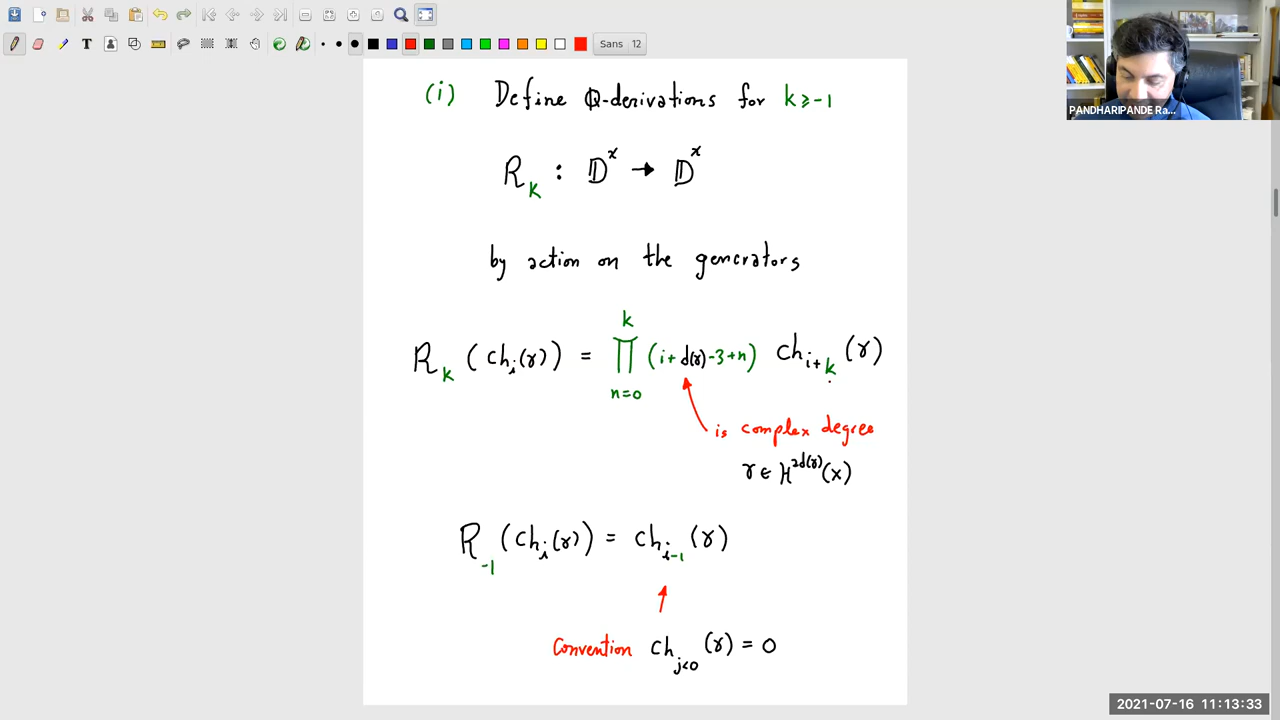 Sans 12
PANDHARIPANDE Ra...
(i) Define ℚ-derivations for k ≥ -1
R_k : 𝔻^X → 𝔻^X
by action on the generators
R_k (ch_i(γ)) = ∏_{n=0}^{k} (i + d(γ) - 3 + n) ch_{i+k}(γ)
is complex degree
γ ∈ H^{2d(γ)}(X)
R_{-1} (ch_i(γ)) = ch_{i-1}(γ)
Convention ch_{j<0}(γ) = 0
2021-07-16 11:13:33